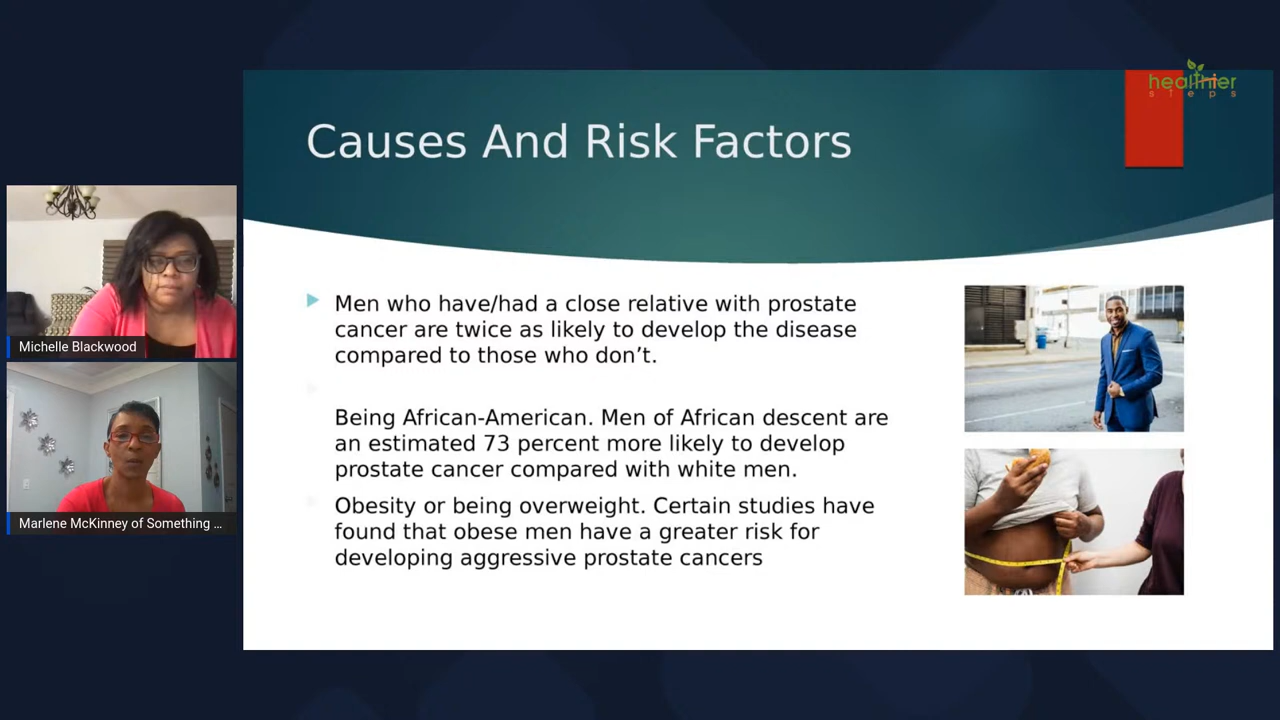 healthier
steps
Causes And Risk Factors
Men who have/had a close relative with prostate
cancer are twice as likely to develop the disease
compared to those who don’t.
Being African-American. Men of African descent are
an estimated 73 percent more likely to develop
prostate cancer compared with white men.
Obesity or being overweight. Certain studies have
found that obese men have a greater risk for
developing aggressive prostate cancers
Michelle Blackwood
Marlene McKinney of Something ...